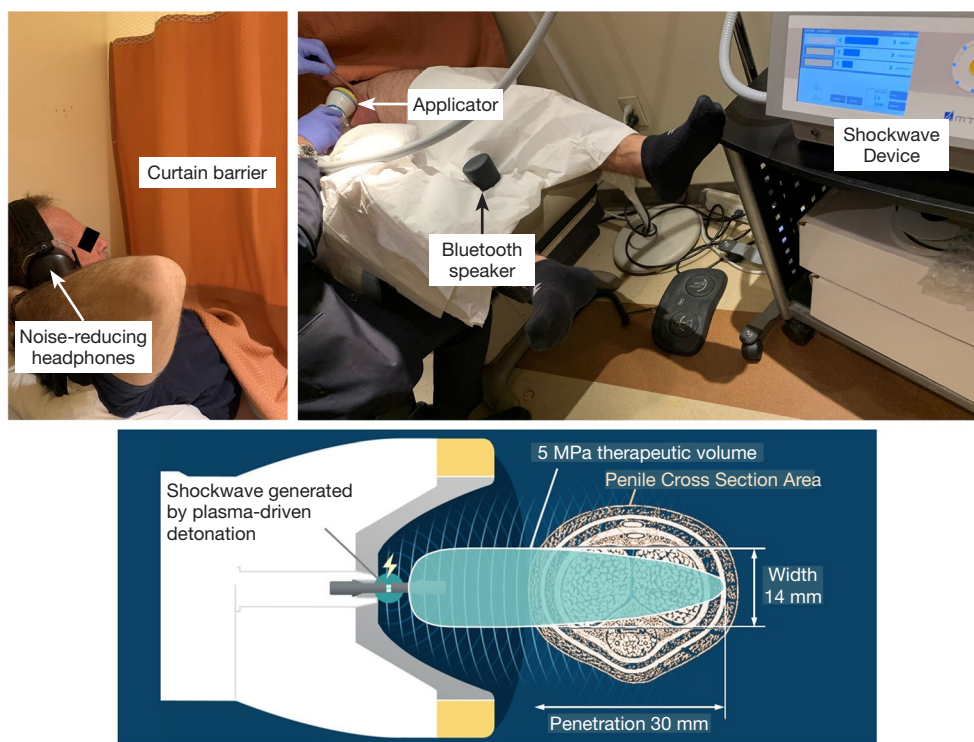 Curtain barrier
Noise-reducing
headphones
Applicator
Bluetooth
speaker
Shockwave
Device
5 MPa therapeutic volume
Penile Cross Section Area
Shockwave generated
by plasma-driven
detonation
Width
14 mm
Penetration 30 mm